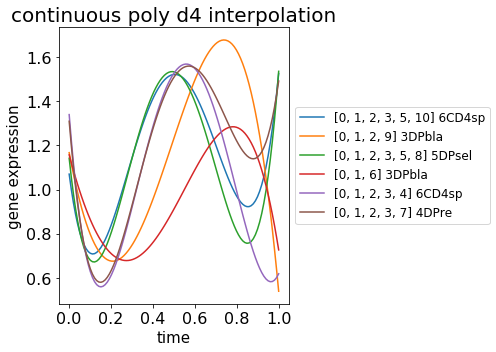 continuous poly d4 interpolation
gene expression
1.6
1.4
1.2
1.0
0.8
0.6
0.0 0.2 0.4 0.6 0.8 1.0
time
[0, 1, 2, 3, 5, 10] 6CD4sp
[0, 1, 2, 9] 3DPbla
[0, 1, 2, 3, 5, 8] 5DPsel
[0, 1, 6] 3DPbla
[0, 1, 2, 3, 4] 6CD4sp
[0, 1, 2, 3, 7] 4DPre